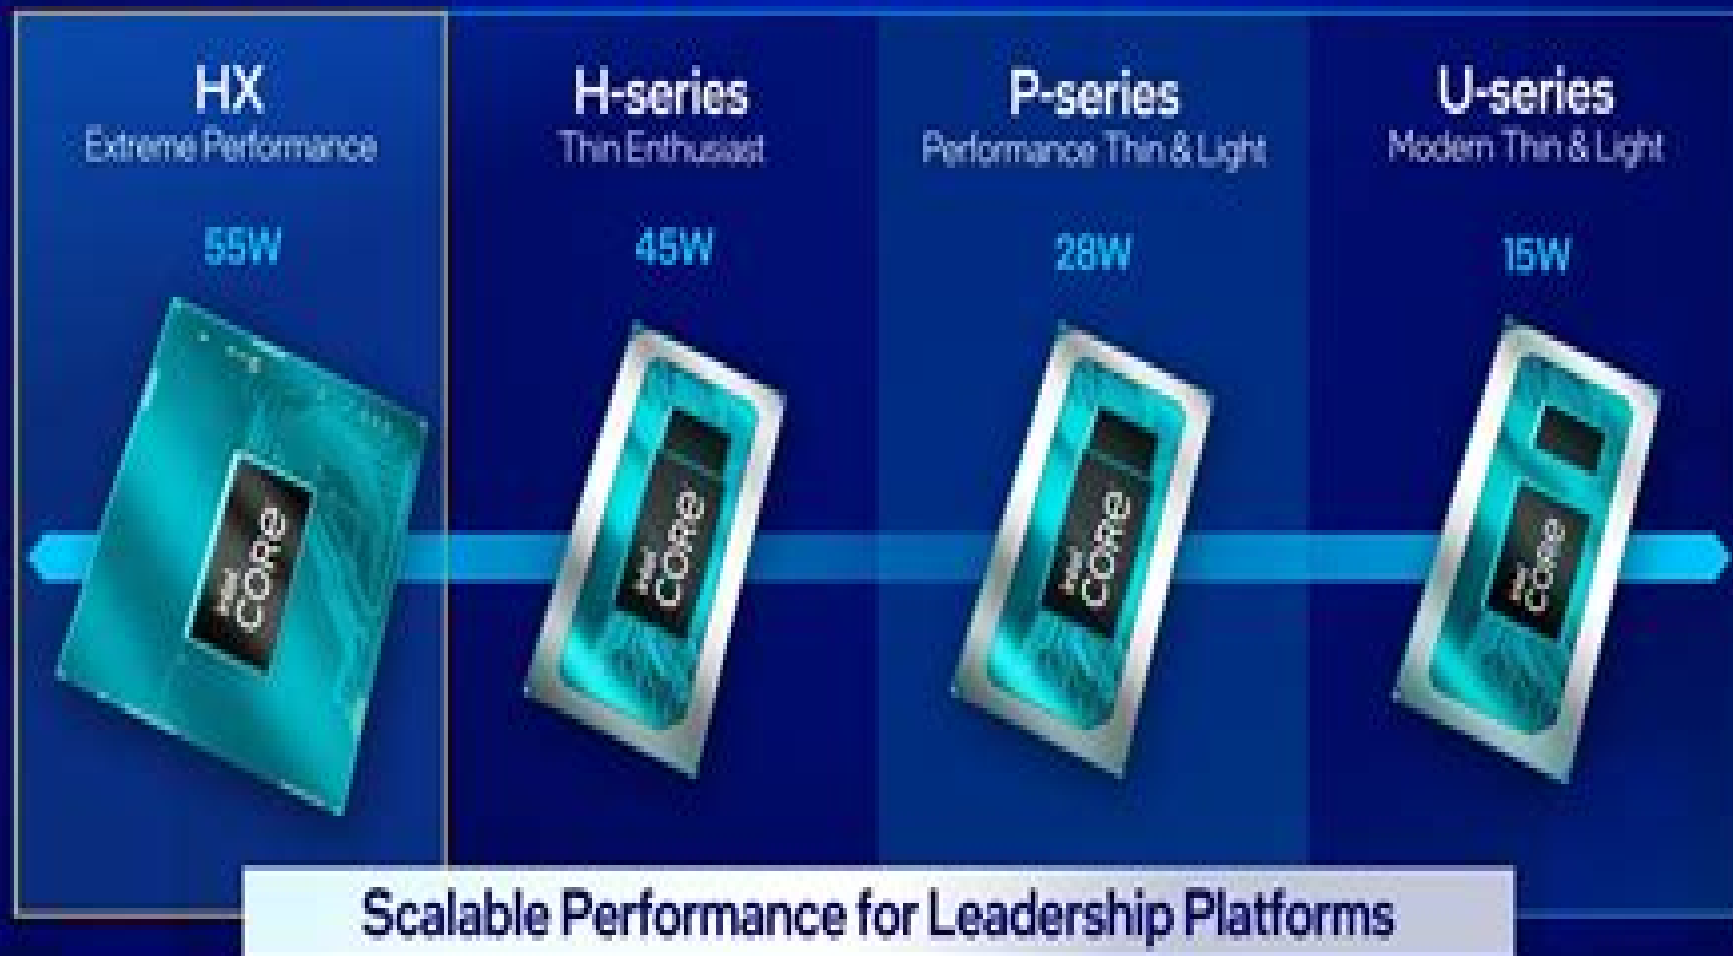 HX
Extreme Performance
55W
H-series
Thin Enthusiast
45W
P-series
Performance Thin & Light
28W
U-series
Modern Thin & Light
15W
intel
CORE
intel
CORE
intel
CORE
intel
CORE
Scalable Performance for Leadership Platforms